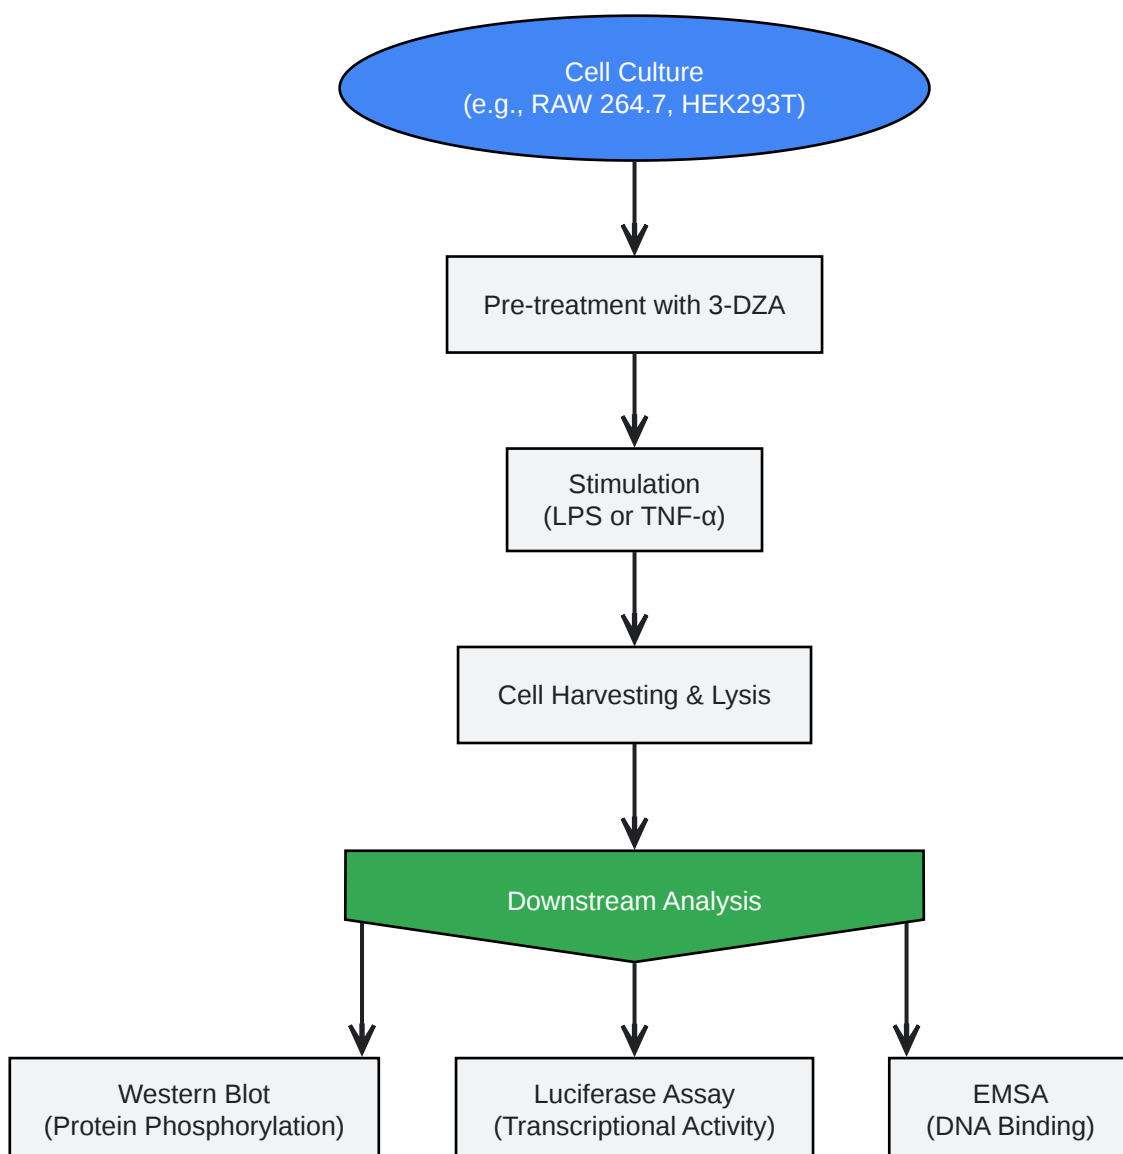 Cell Culture
(e.g., RAW 264.7, HEK293T)
Pre-treatment with 3-DZA
Stimulation
(LPS or TNF-α)
Cell Harvesting & Lysis
Downstream Analysis
Western Blot
(Protein Phosphorylation)
Luciferase Assay
(Transcriptional Activity)
EMSA
(DNA Binding)